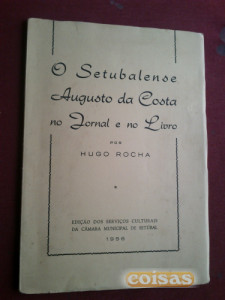 O Setubalense
Augusto da Costa
no Jornal e no Livro
POR
HUGO ROCHA
EDIÇÃO DOS SERVIÇOS CULTURAIS
DA CÂMARA MUNICIPAL DE SETÚBAL
1956
coisas